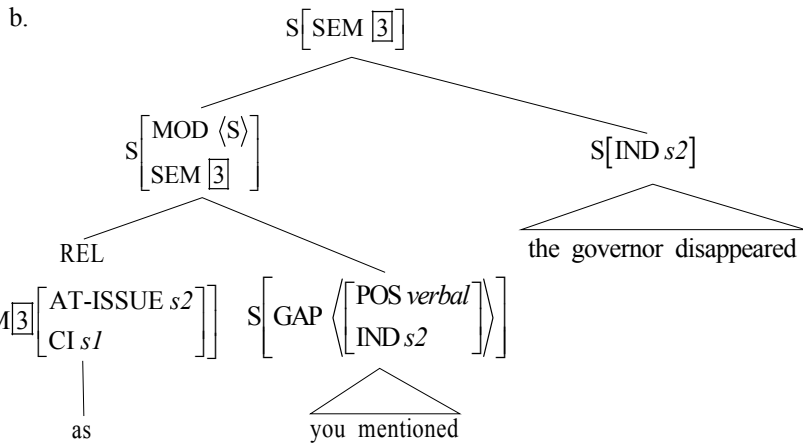 b.
S[SEM [3]]
S[MOD ⟨S⟩
SEM [3]]
S[IND s2]
REL
the governor disappeared
M[3][AT-ISSUE s2
CI s1]]
S[GAP ⟨[POS verbal
IND s2]⟩]
as
you mentioned